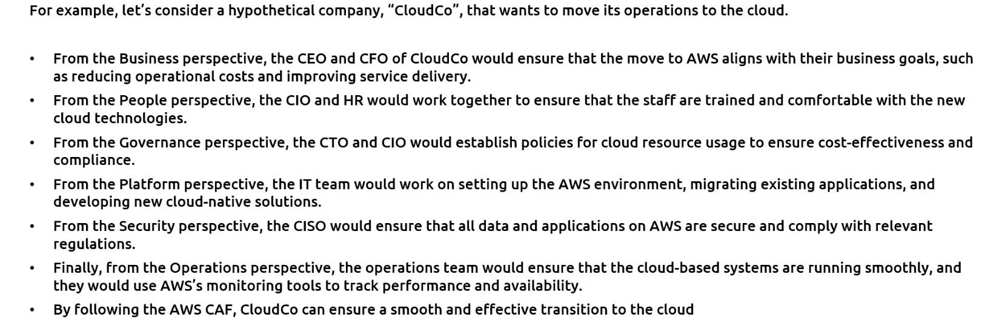 For example, let’s consider a hypothetical company, “CloudCo”, that wants to move its operations to the cloud.
• From the Business perspective, the CEO and CFO of CloudCo would ensure that the move to AWS aligns with their business goals, such
as reducing operational costs and improving service delivery.
• From the People perspective, the CIO and HR would work together to ensure that the staff are trained and comfortable with the new
cloud technologies.
• From the Governance perspective, the CTO and CIO would establish policies for cloud resource usage to ensure cost-effectiveness and
compliance.
• From the Platform perspective, the IT team would work on setting up the AWS environment, migrating existing applications, and
developing new cloud-native solutions.
• From the Security perspective, the CISO would ensure that all data and applications on AWS are secure and comply with relevant
regulations.
• Finally, from the Operations perspective, the operations team would ensure that the cloud-based systems are running smoothly, and
they would use AWS’s monitoring tools to track performance and availability.
• By following the AWS CAF, CloudCo can ensure a smooth and effective transition to the cloud